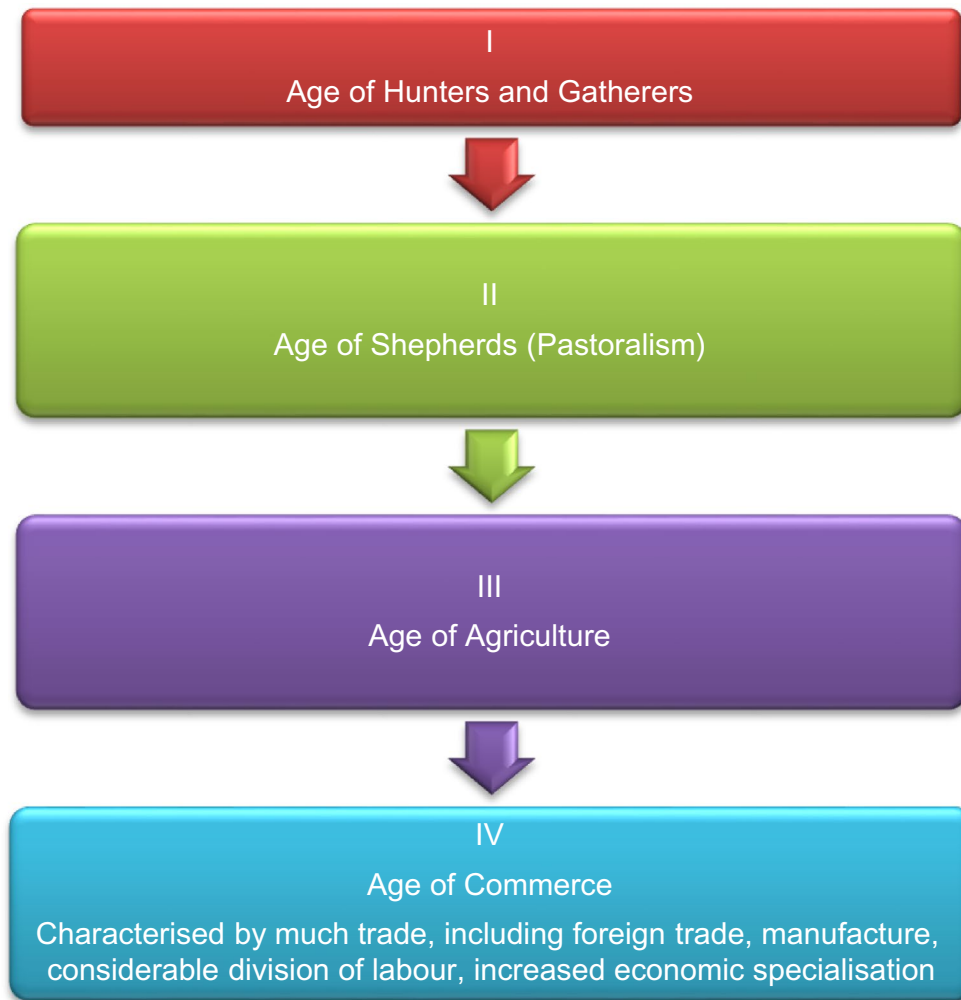 I
Age of Hunters and Gatherers
II
Age of Shepherds (Pastoralism)
III
Age of Agriculture
IV
Age of Commerce
Characterised by much trade, including foreign trade, manufacture,
considerable division of labour, increased economic specialisation